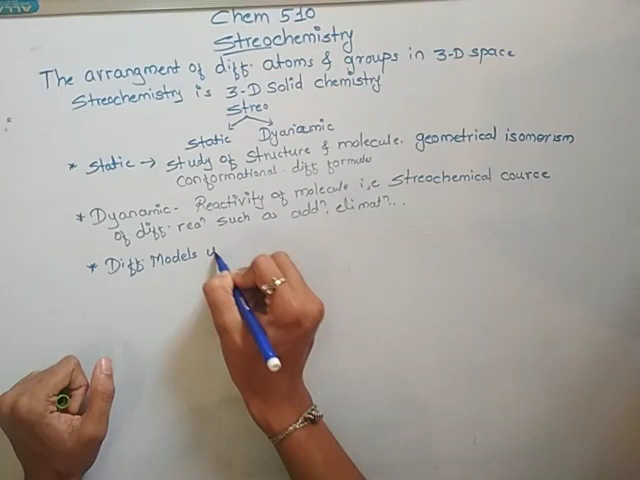 Chem 510
Streochemistry
The arrangment of diff. atoms & groups in 3-D space
Streochemistry is 3-D Solid chemistry
Streo
Static Dyanamic
* Static → Study of Structure & molecule. geometrical isomorism
conformational. diff formula
* Dyanamic - Reactivity of molecule i,e Streochemical cource
of diff. reaⁿ such as addⁿ, elimatⁿ...
* Diff. Models